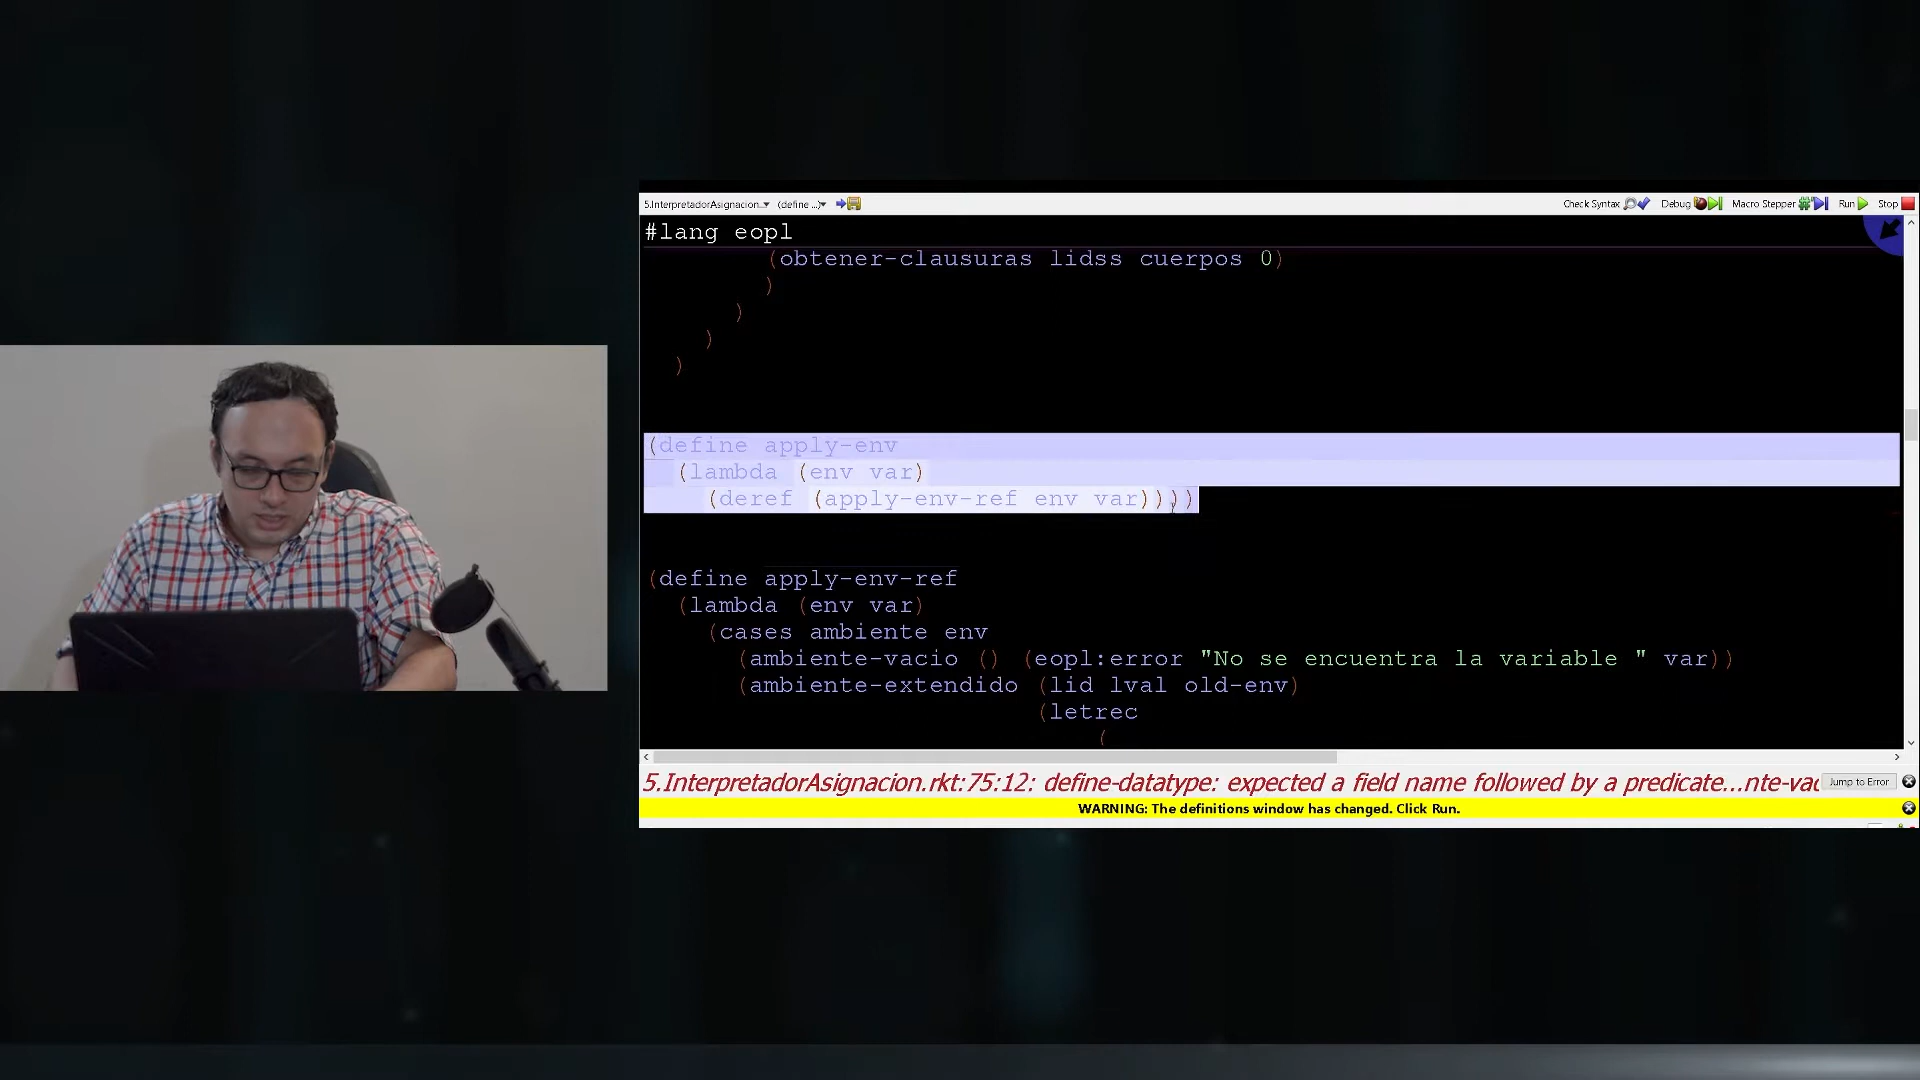 5.InterpretadorAsignacion... (define ...)
Check Syntax Debug Macro Stepper Run Stop
#lang eopl
(obtener-clausuras lidss cuerpos 0)
)
)
)
)
(define apply-env
(lambda (env var)
(deref (apply-env-ref env var))))
(define apply-env-ref
(lambda (env var)
(cases ambiente env
(ambiente-vacio () (eopl:error "No se encuentra la variable " var))
(ambiente-extendido (lid lval old-env)
(letrec
(
5.InterpretadorAsignacion.rkt:75:12: define-datatype: expected a field name followed by a predicate...nte-vac
Jump to Error
WARNING: The definitions window has changed. Click Run.